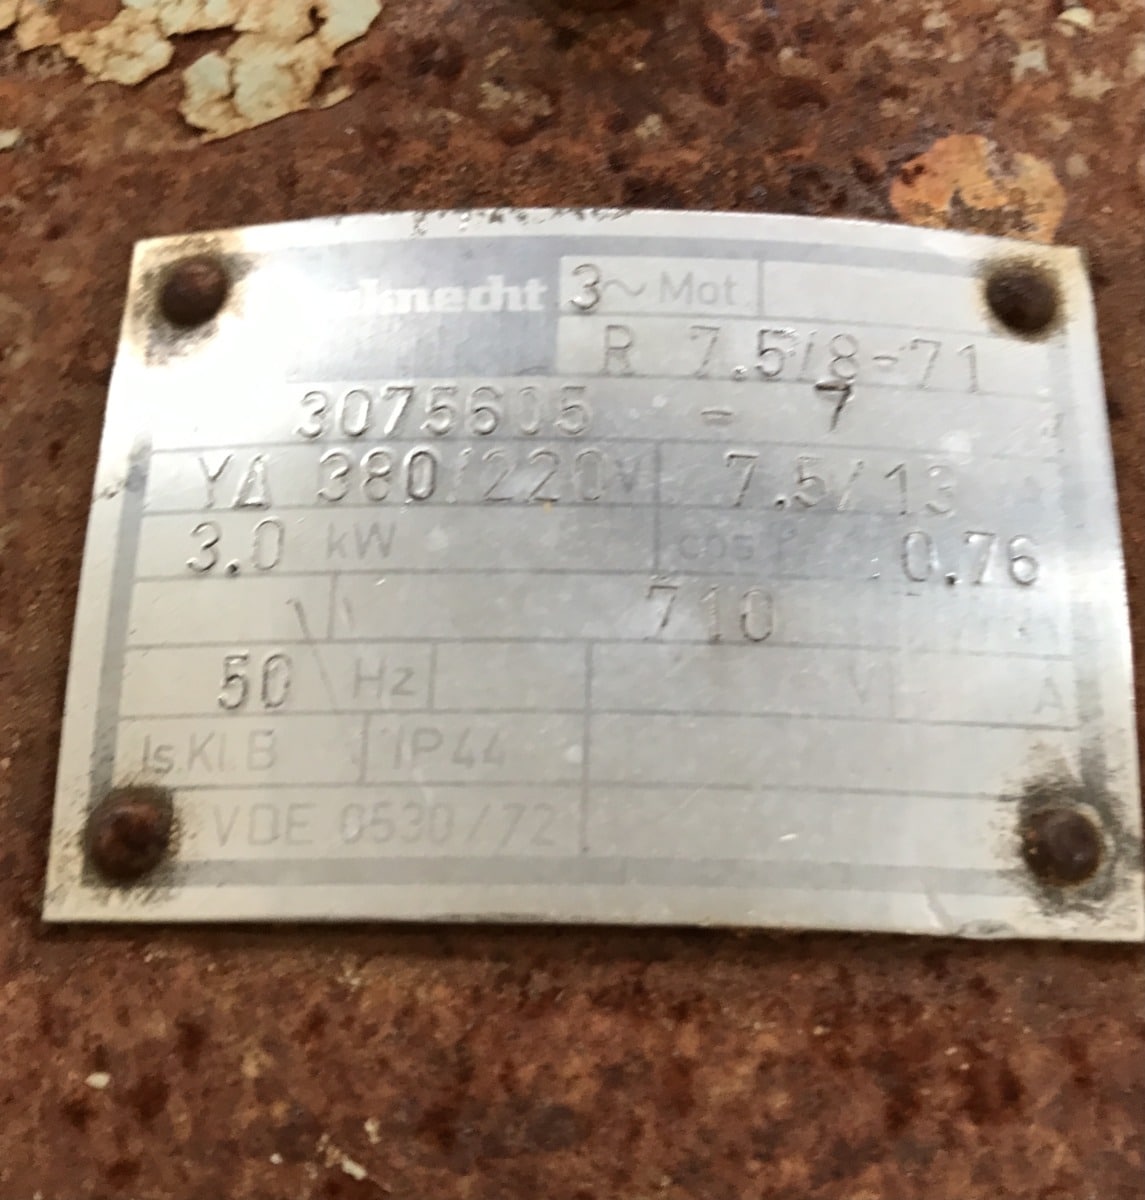 knecht 3~ Mot
R 7.5/8-71
3075605 - 7
YΔ 380/220V 7.5/13
3.0 kW cos 0.76
710
50 Hz V A
Is.Kl.B IP44
VDE 0530/72